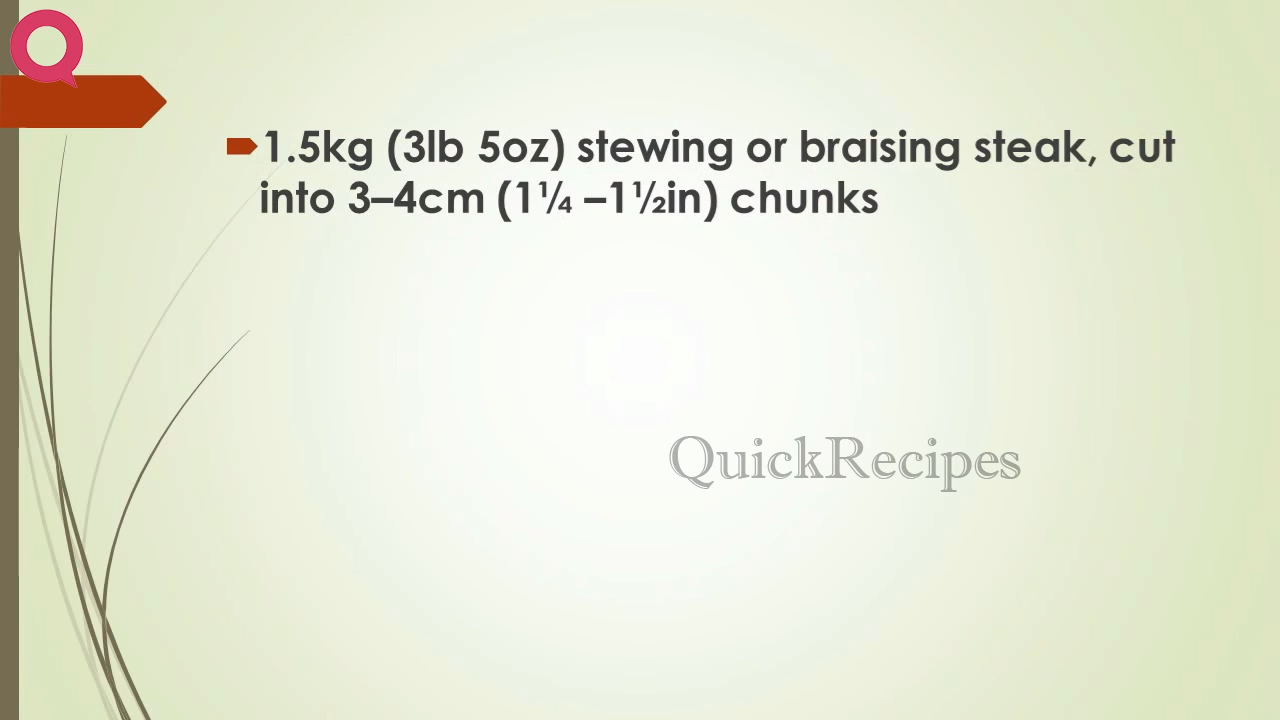 1.5kg (3lb 5oz) stewing or braising steak, cut
into 3–4cm (1¼ –1½in) chunks
QuickRecipes